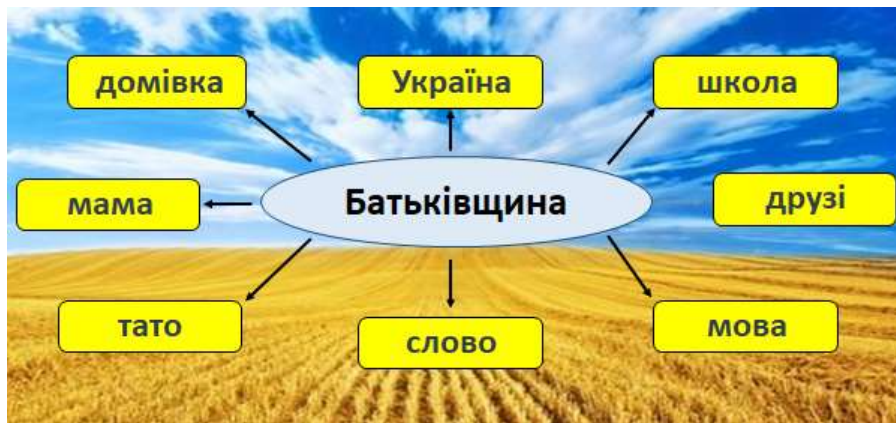 домівка
Україна
школа
мама
Батьківщина
друзі
тато
слово
мова